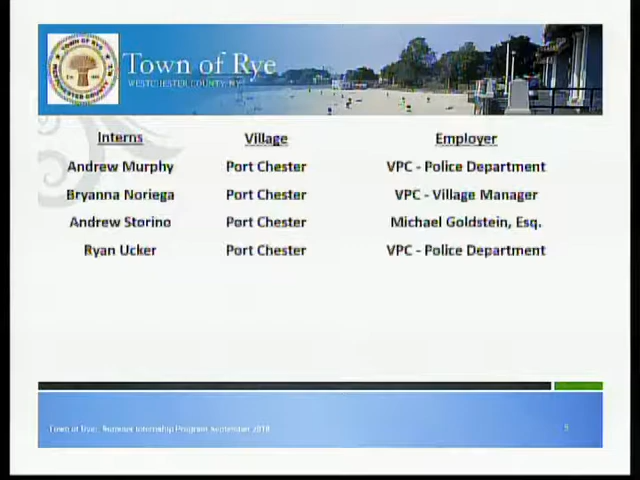 Town of Rye
WESTCHESTER COUNTY, NY
Interns Village Employer
Andrew Murphy Port Chester VPC - Police Department
Bryanna Noriega Port Chester VPC - Village Manager
Andrew Storino Port Chester Michael Goldstein, Esq.
Ryan Ucker Port Chester VPC - Police Department
Town of Rye: Summer Internship Program September
5